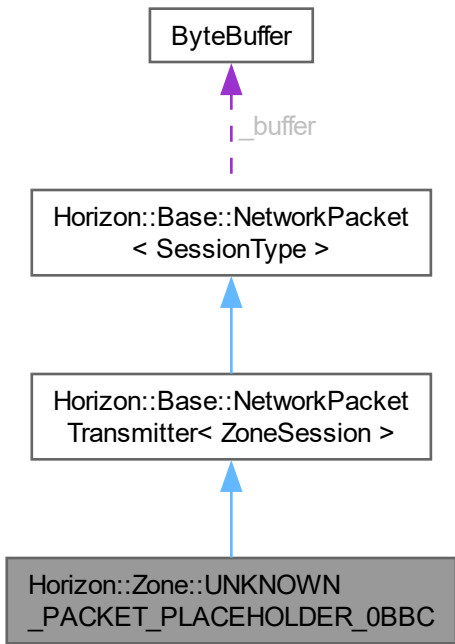 ByteBuffer
_buffer
Horizon::Base::NetworkPacket
< SessionType >
Horizon::Base::NetworkPacket
Transmitter< ZoneSession >
Horizon::Zone::UNKNOWN
_PACKET_PLACEHOLDER_0BBC